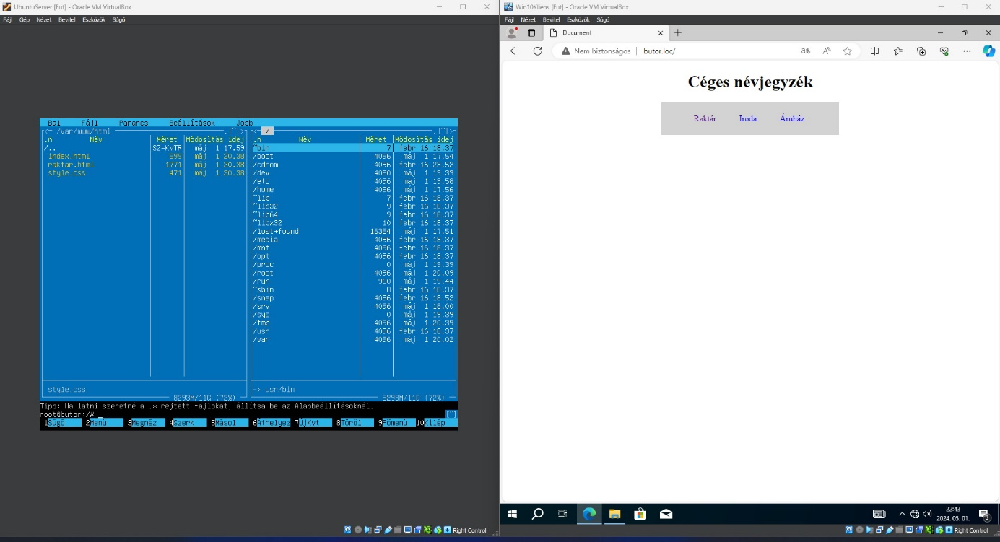 UbuntuServer [Fut] - Oracle VM VirtualBox
Fájl Gép Nézet Bevitel Eszközök Súgó
Bal Fájl Parancs Beállítások Jobb
<─ /var/www/html .[^]>
.n Név Méret Módosítás idej
/.. SZ-KVTR máj 1 17.59
index.html 599 máj 1 20.38
raktar.html 1771 máj 1 20.38
style.css 471 máj 1 20.38
style.css
8293M/11G (72%)
<─ / .[^]>
.n Név Méret Módosítás idej
~bin 7 febr 16 18.37
/boot 4096 máj 1 17.54
/cdrom 4096 febr 16 23.52
/dev 4080 máj 1 19.39
/etc 4096 máj 1 19.58
/home 4096 máj 1 17.56
~lib 7 febr 16 18.37
~lib32 9 febr 16 18.37
~lib64 9 febr 16 18.37
~libx32 10 febr 16 18.37
/lost+found 16384 máj 1 17.51
/media 4096 febr 16 18.37
/mnt 4096 febr 16 18.37
/opt 4096 febr 16 18.37
/proc 0 máj 1 19.39
/root 4096 máj 1 20.09
/run 960 máj 1 19.44
~sbin 8 febr 16 18.37
/snap 4096 febr 16 18.52
/srv 4096 máj 1 18.00
/sys 0 máj 1 19.39
/tmp 4096 máj 1 20.39
/usr 4096 febr 16 18.37
/var 4096 máj 1 20.02
-> usr/bin
8293M/11G (72%)
Tipp: Ha látni szeretné a .* rejtett fájlokat, állítsa be az Alapbeállításoknál.
root@butor:/# _ [^]
1Súgó 2Menü 3Megnéz 4Szerk 5Másol 6Áthelyez 7ÚjKvt 8Töröl 9Főmenü 10Kilép
Right Control
Win10Kliens [Fut] - Oracle VM VirtualBox
Fájl Nézet Bevitel Eszközök Súgó
Document
Nem biztonságos butor.loc/
Céges névjegyzék
Raktár Iroda Áruház
22:43
2024. 05. 01.
3
Right Control